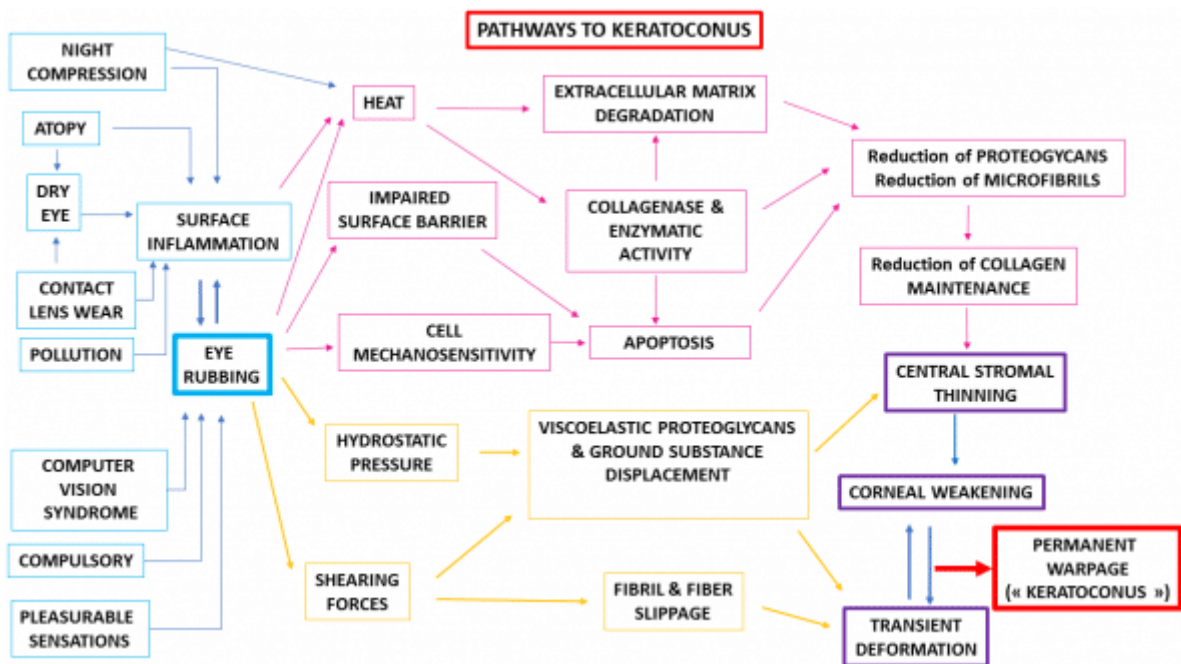 PATHWAYS TO KERATOCONUS
NIGHT
COMPRESSION
ATOPY
DRY
EYE
CONTACT
LENS WEAR
POLLUTION
SURFACE
INFLAMMATION
EYE
RUBBING
COMPUTER
VISION
SYNDROME
COMPULSORY
PLEASURABLE
SENSATIONS
HEAT
IMPAIRED
SURFACE BARRIER
CELL
MECHANOSENSITIVITY
HYDROSTATIC
PRESSURE
SHEARING
FORCES
EXTRACELLULAR MATRIX
DEGRADATION
COLLAGENASE &
ENZYMATIC
ACTIVITY
APOPTOSIS
VISCOELASTIC PROTEOGLYCANS
& GROUND SUBSTANCE
DISPLACEMENT
FIBRIL & FIBER
SLIPPAGE
Reduction of PROTEOGYCANS
Reduction of MICROFIBRILS
Reduction of COLLAGEN
MAINTENANCE
CENTRAL STROMAL
THINNING
CORNEAL WEAKENING
TRANSIENT
DEFORMATION
PERMANENT
WARPAGE
(« KERATOCONUS »)